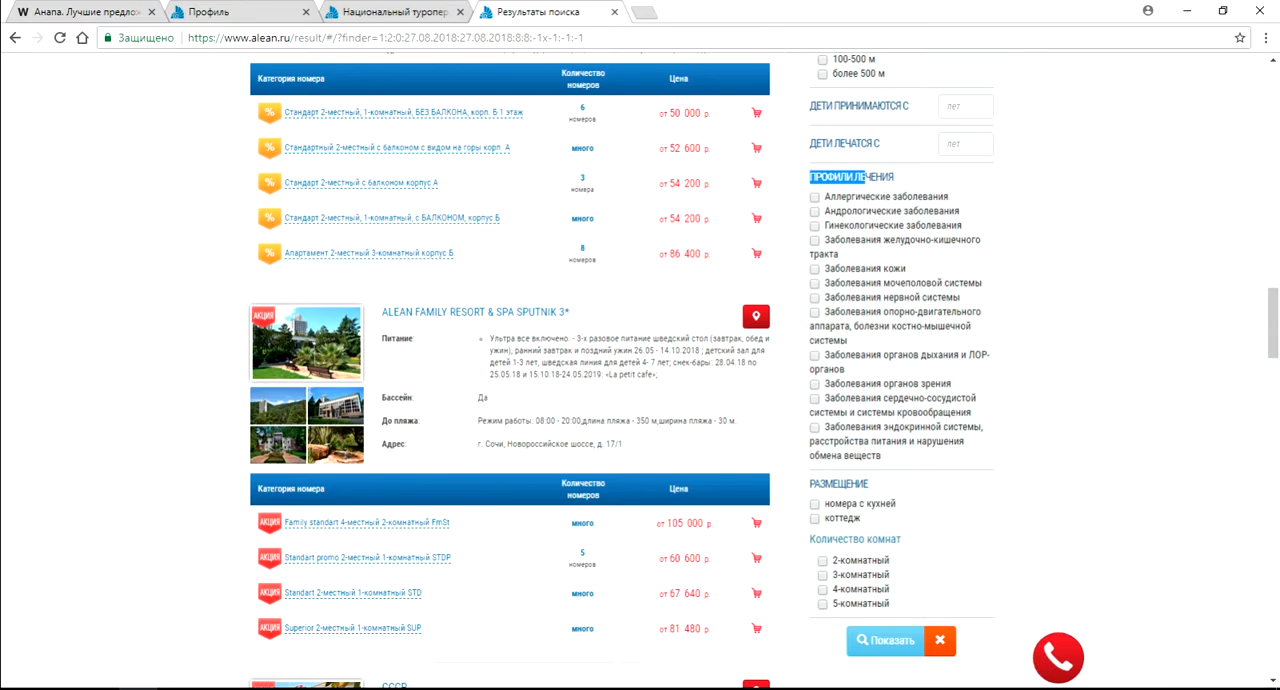 Анапа. Лучшие предлож
Профиль
Национальный туропер
Результаты поиска
Защищено
https://www.alean.ru/result/#/?finder=1:2:0:27.08.2018:27.08.2018:8:8:-1x-1:-1:-1
Категория номера
Количество номеров
Цена
Стандарт 2-местный, 1-комнатный, БЕЗ БАЛКОНА, корп. Б 1 этаж
6 номеров
от 50 000 р.
Стандартный 2-местный с балконом с видом на горы корп. А
много
от 52 600 р.
Стандарт 2-местный с балконом корпус А
3 номера
от 54 200 р.
Стандарт 2-местный, 1-комнатный, с БАЛКОНОМ, корпус Б
много
от 54 200 р.
Апартамент 2-местный 3-комнатный корпус Б
8 номеров
от 86 400 р.
АКЦИЯ
ALEAN FAMILY RESORT & SPA SPUTNIK 3*
Питание:
Ультра все включено. - 3-х разовое питание шведский стол (завтрак, обед и
ужин), ранний завтрак и поздний ужин 26.05 - 14.10.2018 ; детский зал для
детей 1-3 лет, шведская линия для детей 4- 7 лет; снек-бары: 28.04.18 по
25.05.18 и 15.10.18-24.05.2019: «La petit cafe»;
Бассейн:
Да
До пляжа:
Режим работы: 08:00 - 20:00,длина пляжа - 350 м,ширина пляжа - 30 м.
Адрес:
г. Сочи, Новороссийское шоссе, д. 17/1
Категория номера
Количество номеров
Цена
АКЦИЯ
Family standart 4-местный 2-комнатный FmSt
много
от 105 000 р.
АКЦИЯ
Standart promo 2-местный 1-комнатный STDP
5 номеров
от 60 600 р.
АКЦИЯ
Standart 2-местный 1-комнатный STD
много
от 67 640 р.
АКЦИЯ
Superior 2-местный 1-комнатный SUP
много
от 81 480 р.
СССР
100-500 м
более 500 м
ДЕТИ ПРИНИМАЮТСЯ С
лет
ДЕТИ ЛЕЧАТСЯ С
лет
ПРОФИЛИ ЛЕЧЕНИЯ
Аллергические заболевания
Андрологические заболевания
Гинекологические заболевания
Заболевания желудочно-кишечного
тракта
Заболевания кожи
Заболевания мочеполовой системы
Заболевания нервной системы
Заболевания опорно-двигательного
аппарата, болезни костно-мышечной
системы
Заболевания органов дыхания и ЛОР-
органов
Заболевания органов зрения
Заболевания сердечно-сосудистой
системы и системы кровообращения
Заболевания эндокринной системы,
расстройства питания и нарушения
обмена веществ
РАЗМЕЩЕНИЕ
номера с кухней
коттедж
Количество комнат
2-комнатный
3-комнатный
4-комнатный
5-комнатный
Показать